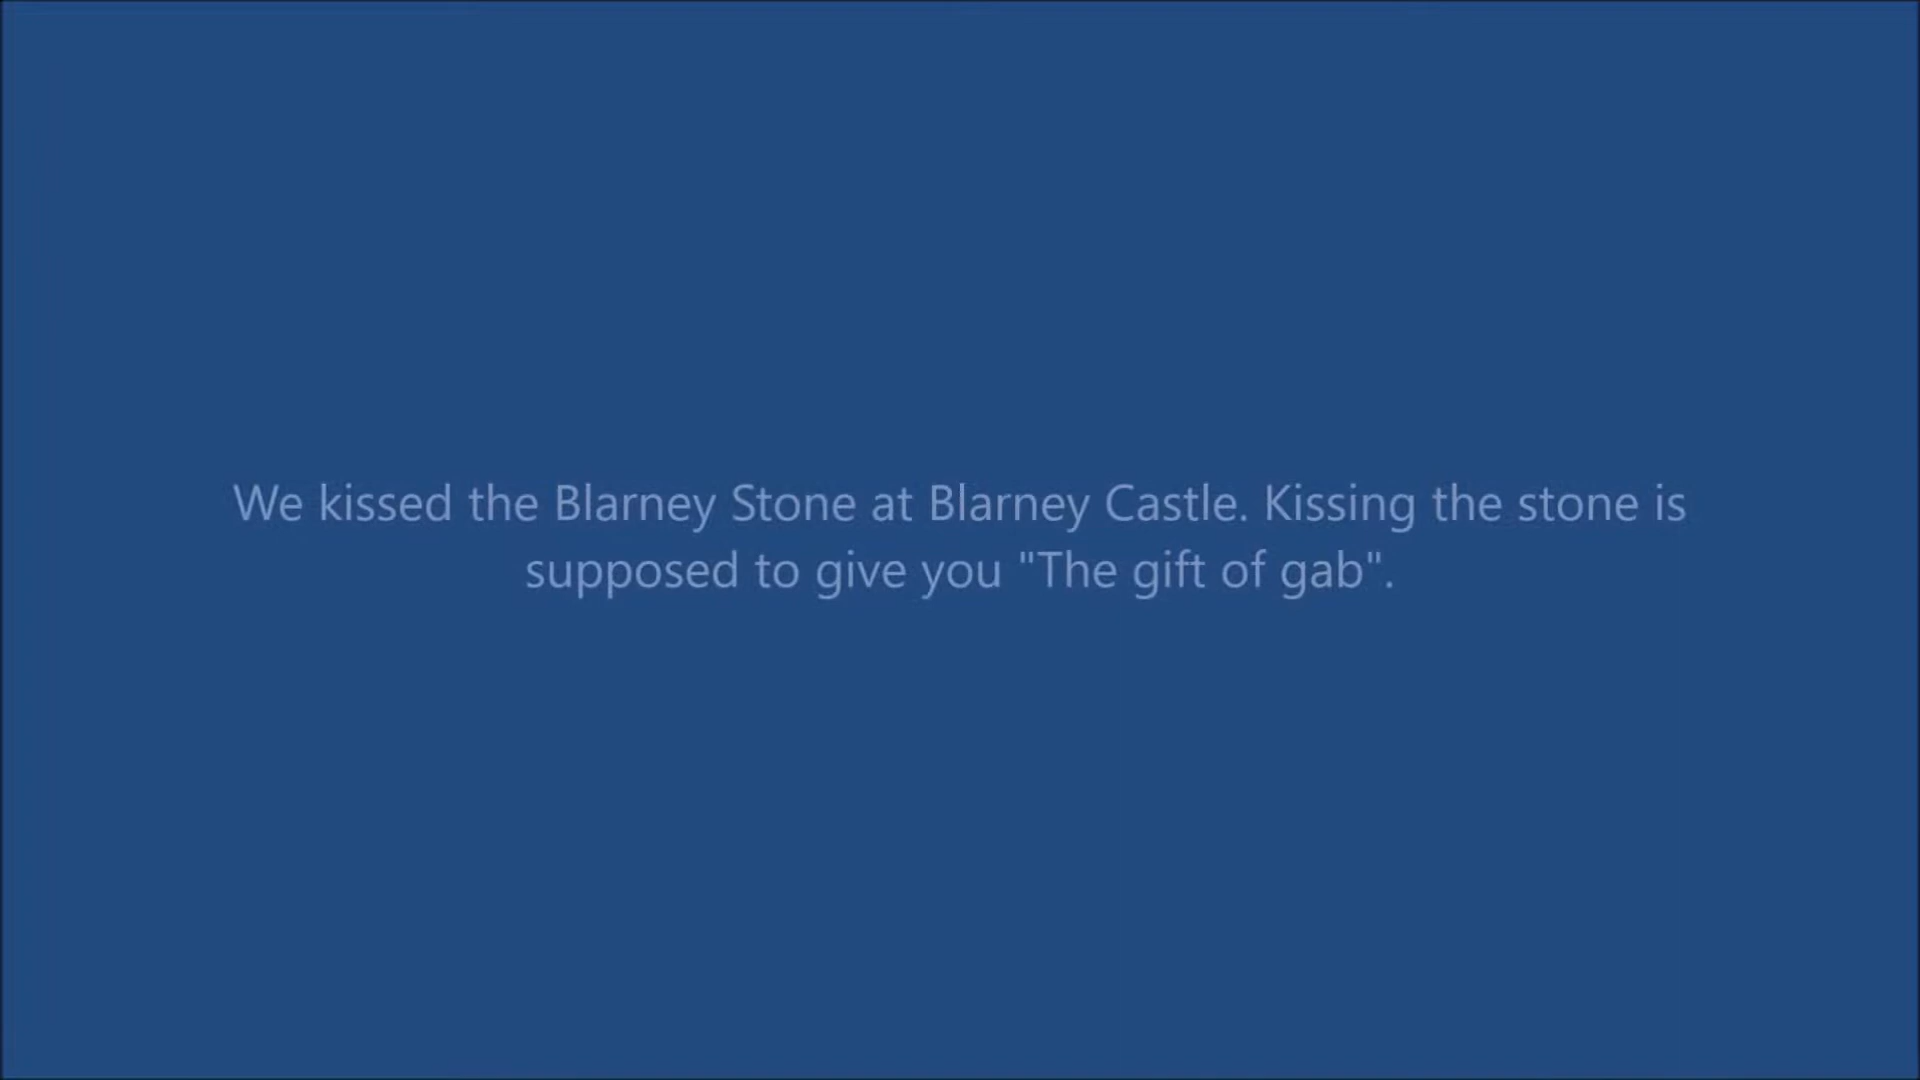 We kissed the Blarney Stone at Blarney Castle. Kissing the stone is
supposed to give you "The gift of gab".